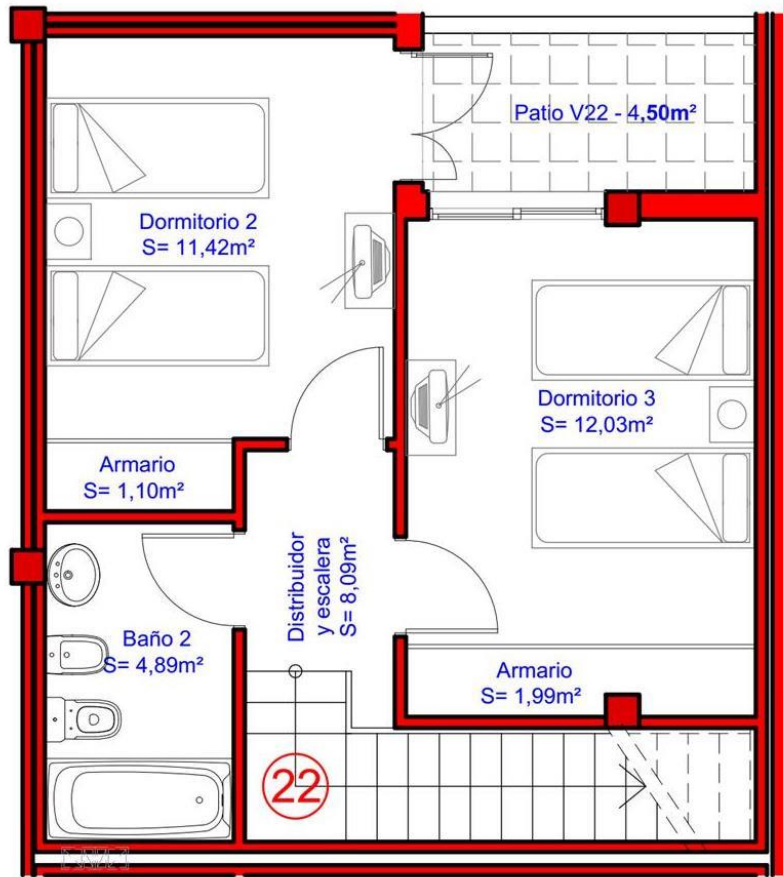 Patio V22 - 4,50m²
Dormitorio 2
S= 11,42m²
Dormitorio 3
S= 12,03m²
Armario
S= 1,10m²
Distribuidor
y escalera
S= 8,09m²
Baño 2
S= 4,89m²
Armario
S= 1,99m²
22